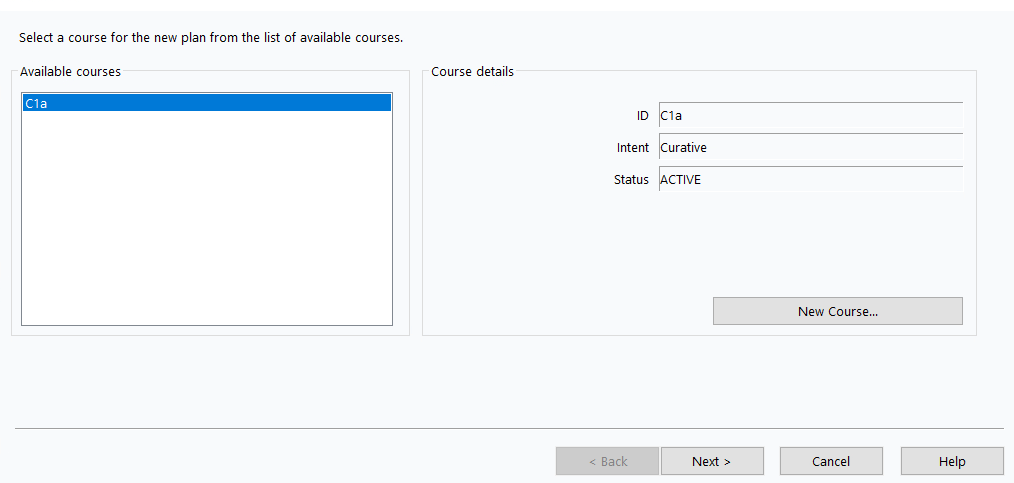 Select a course for the new plan from the list of available courses.
Available courses
C1a
Course details
ID C1a
Intent Curative
Status ACTIVE
New Course...
< Back Next > Cancel Help